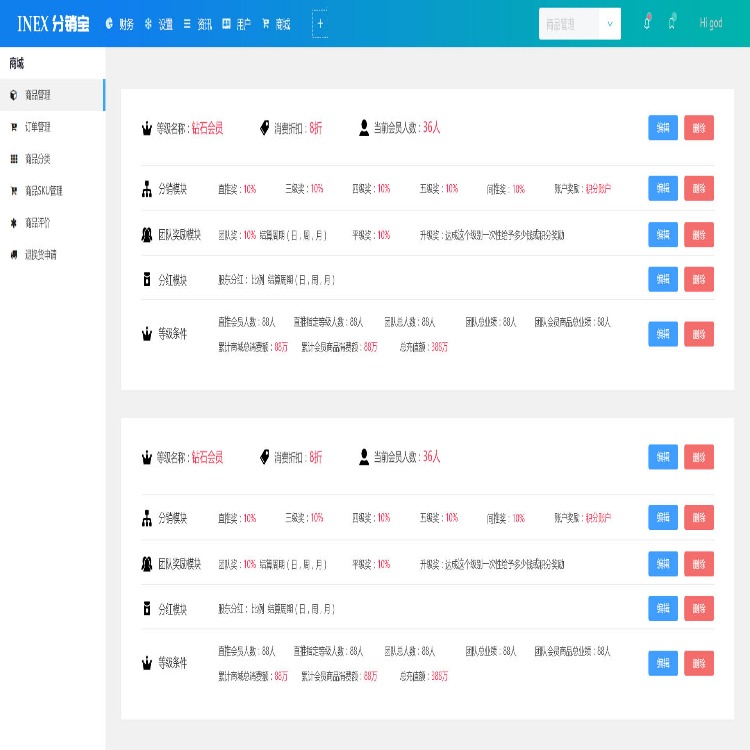 INEX 分销宝 财务 设置 资讯 用户 商城 + 商品管理 Hi god
商城
商品管理
订单管理
商品分类
商品SKU管理
商品评价
退换货申请
等级名称：钻石会员 消费折扣：8折 当前会员人数：36人 编辑 删除
分销模块 直推奖：10% 三级奖：10% 四级奖：10% 五级奖：10% 间推奖：10% 账户奖励：积分账户 编辑 删除
团队奖励模块 团队奖：10% 结算周期（日，周，月） 平级奖：10% 升级奖：达成这个级别一次性给予多少钱或积分奖励 编辑 删除
分红模块 股东分红：比例 结算周期（日，周，月） 编辑 删除
等级条件 直推会员人数：88人 直推指定等级人数：88人 团队总人数：88人 团队总业绩：88人 团队会员商品总业绩：88人 编辑 删除
累计商城总消费额：88万 累计会员商品消费额：88万 总充值额：388万
等级名称：钻石会员 消费折扣：8折 当前会员人数：36人 编辑 删除
分销模块 直推奖：10% 三级奖：10% 四级奖：10% 五级奖：10% 间推奖：10% 账户奖励：积分账户 编辑 删除
团队奖励模块 团队奖：10% 结算周期（日，周，月） 平级奖：10% 升级奖：达成这个级别一次性给予多少钱或积分奖励 编辑 删除
分红模块 股东分红：比例 结算周期（日，周，月） 编辑 删除
等级条件 直推会员人数：88人 直推指定等级人数：88人 团队总人数：88人 团队总业绩：88人 团队会员商品总业绩：88人 编辑 删除
累计商城总消费额：88万 累计会员商品消费额：88万 总充值额：388万